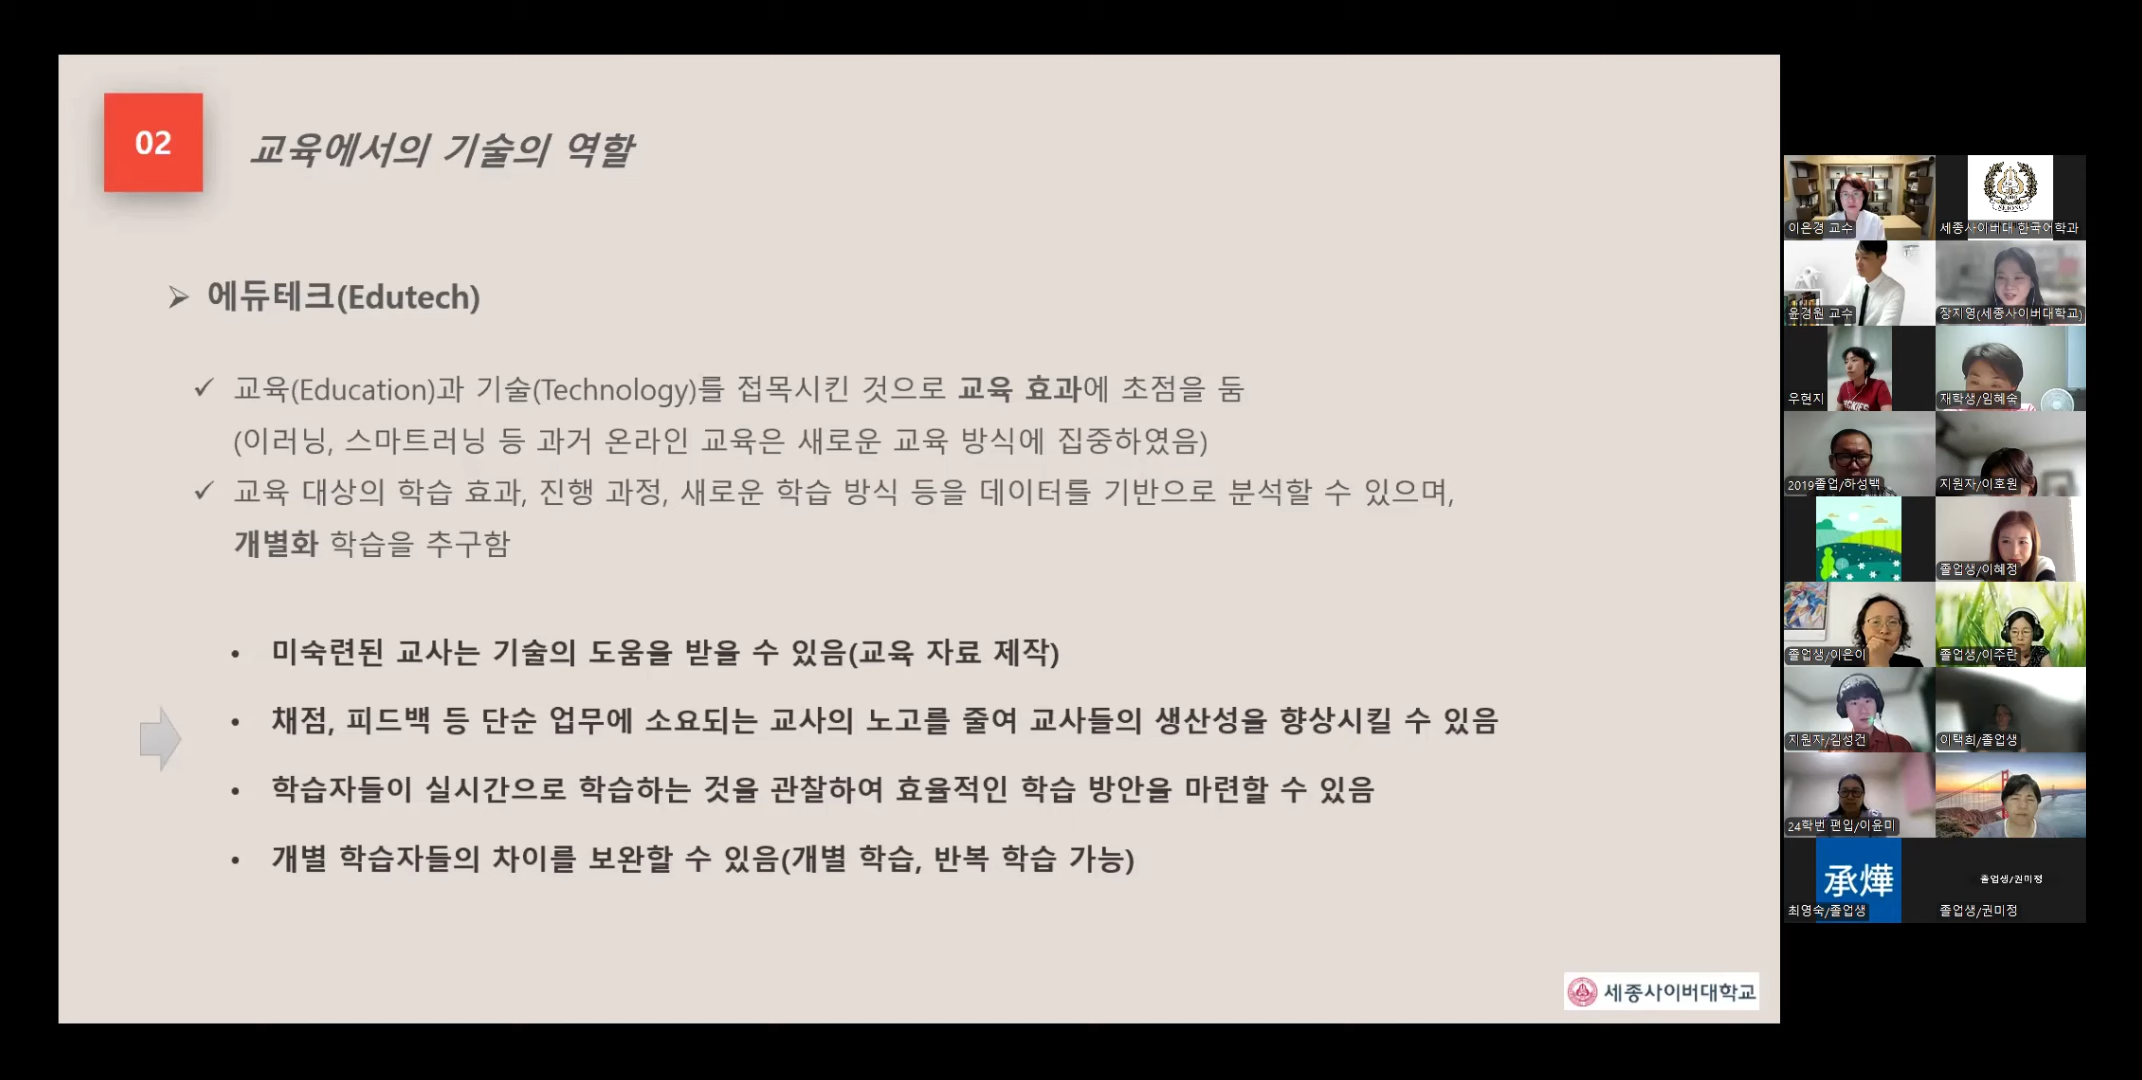 02
교육에서의 기술의 역할
➢ 에듀테크(Edutech)
✓ 교육(Education)과 기술(Technology)를 접목시킨 것으로 교육 효과에 초점을 둠
(이러닝, 스마트러닝 등 과거 온라인 교육은 새로운 교육 방식에 집중하였음)
✓ 교육 대상의 학습 효과, 진행 과정, 새로운 학습 방식 등을 데이터를 기반으로 분석할 수 있으며,
개별화 학습을 추구함
• 미숙련된 교사는 기술의 도움을 받을 수 있음(교육 자료 제작)
• 채점, 피드백 등 단순 업무에 소요되는 교사의 노고를 줄여 교사들의 생산성을 향상시킬 수 있음
• 학습자들이 실시간으로 학습하는 것을 관찰하여 효율적인 학습 방안을 마련할 수 있음
• 개별 학습자들의 차이를 보완할 수 있음(개별 학습, 반복 학습 가능)
세종사이버대학교
이은경 교수
세종사이버대 한국어학과
윤경원 교수
장지영(세종사이버대학교)
우현지
재학생/임혜숙
2019졸업/하성백
지원자/이호원
졸업생/이혜정
졸업생/이은이
졸업생/이주란
지원자/김성건
이택희/졸업생
24학번 편입/이윤미
承燁
최영숙/졸업생
졸업생/권미정
졸업생/권미정